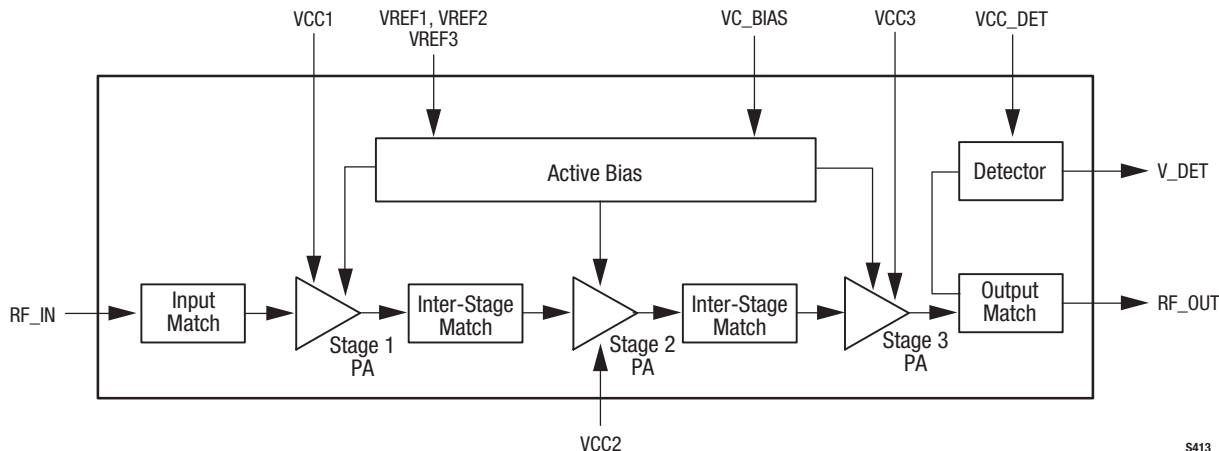 VCC1
VREF1, VREF2
VREF3
VC_BIAS
VCC3
VCC_DET
Active Bias
Detector
V_DET
RF_IN
Input
Match
Stage 1
PA
Inter-Stage
Match
Stage 2
PA
Inter-Stage
Match
Stage 3
PA
Output
Match
RF_OUT
VCC2
S413